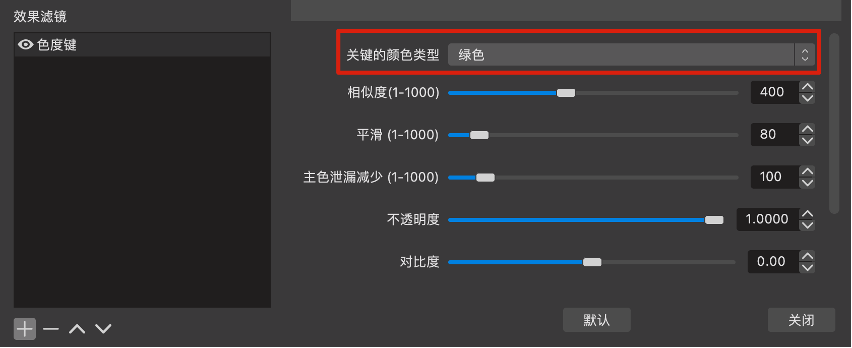 效果滤镜
色度键
关键的颜色类型 绿色
相似度(1-1000) 400
平滑 (1-1000) 80
主色泄漏减少 (1-1000) 100
不透明度 1.0000
对比度 0.00
默认 关闭